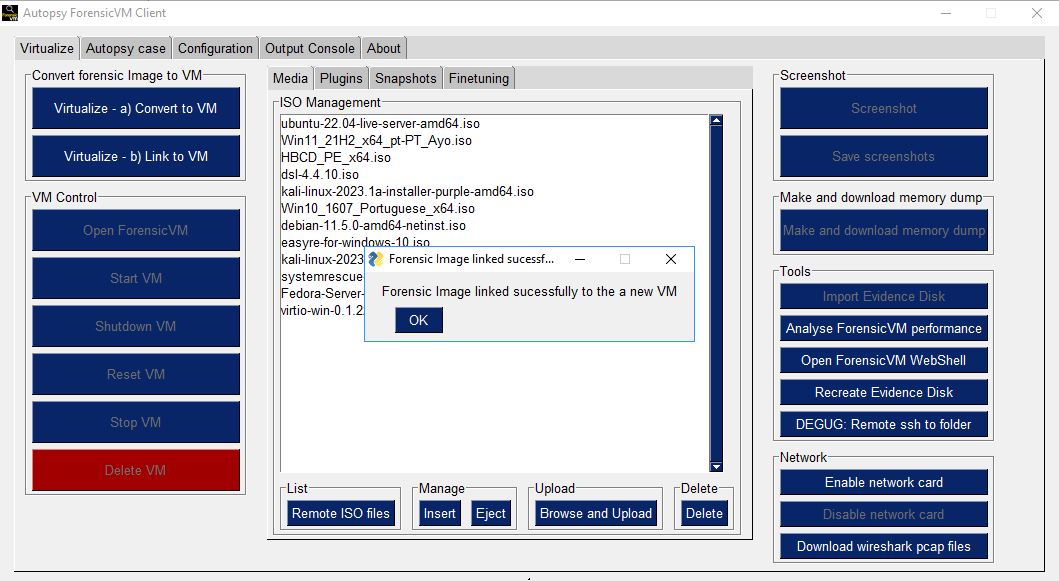 Autopsy ForensicVM Client
Virtualize
Autopsy case
Configuration
Output Console
About
Convert forensic Image to VM
Virtualize - a) Convert to VM
Virtualize - b) Link to VM
VM Control
Open ForensicVM
Start VM
Shutdown VM
Reset VM
Stop VM
Delete VM
Media
Plugins
Snapshots
Finetuning
ISO Management
ubuntu-22.04-live-server-amd64.iso
Win11_21H2_x64_pt-PT_Ayo.iso
HBCD_PE_x64.iso
dsl-4.4.10.iso
kali-linux-2023.1a-installer-purple-amd64.iso
Win10_1607_Portuguese_x64.iso
debian-11.5.0-amd64-netinst.iso
easyre-for-windows-10.iso
kali-linux-2023
systemrescue
Fedora-Server-
virtio-win-0.1.2
Forensic Image linked sucessf...
Forensic Image linked sucessfully to the a new VM
OK
List
Remote ISO files
Manage
Insert
Eject
Upload
Browse and Upload
Delete
Delete
Screenshot
Screenshot
Save screenshots
Make and download memory dump
Make and download memory dump
Tools
Import Evidence Disk
Analyse ForensicVM performance
Open ForensicVM WebShell
Recreate Evidence Disk
DEGUG: Remote ssh to folder
Network
Enable network card
Disable network card
Download wireshark pcap files